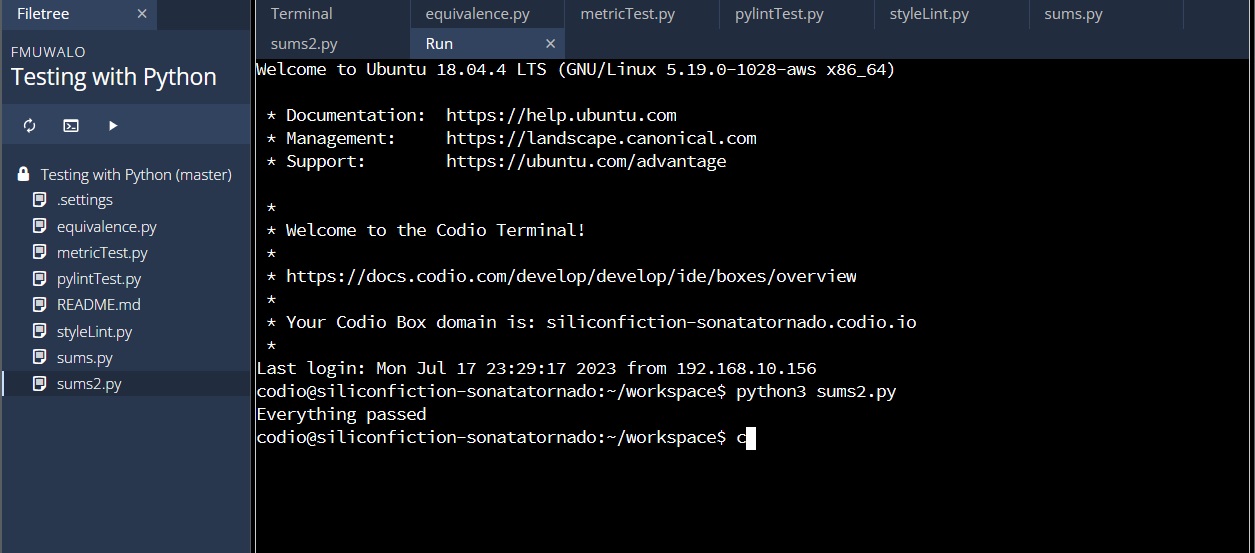 Filetree ×
FMUWALO
Testing with Python
Testing with Python (master)
.settings
equivalence.py
metricTest.py
pylintTest.py
README.md
styleLint.py
sums.py
sums2.py
Terminal equivalence.py metricTest.py pylintTest.py styleLint.py sums.py
sums2.py Run ×
Welcome to Ubuntu 18.04.4 LTS (GNU/Linux 5.19.0-1028-aws x86_64)
* Documentation: https://help.ubuntu.com
* Management: https://landscape.canonical.com
* Support: https://ubuntu.com/advantage
*
* Welcome to the Codio Terminal!
*
* https://docs.codio.com/develop/develop/ide/boxes/overview
*
* Your Codio Box domain is: siliconfiction-sonatatornado.codio.io
*
Last login: Mon Jul 17 23:29:17 2023 from 192.168.10.156
codio@siliconfiction-sonatatornado:~/workspace$ python3 sums2.py
Everything passed
codio@siliconfiction-sonatatornado:~/workspace$ c